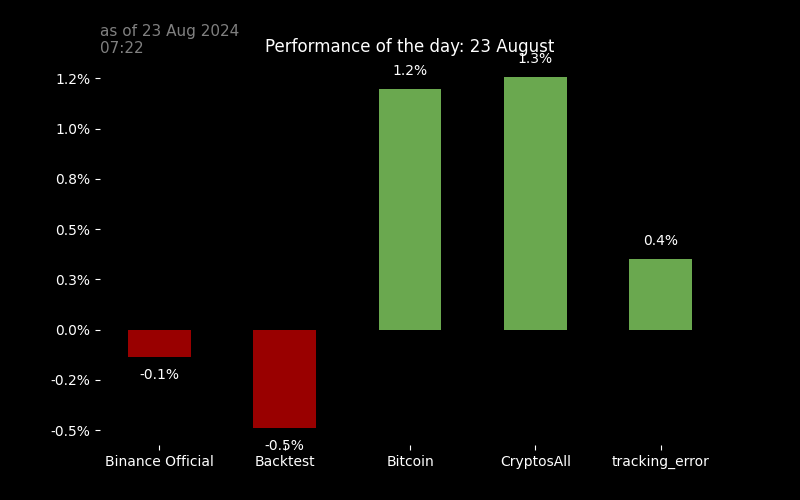 as of 23 Aug 2024
07:22
Performance of the day: 23 August
1.2%
1.0%
0.8%
0.5%
0.3%
0.0%
-0.2%
-0.5%
-0.1%
-0.5%
1.2%
1.3%
0.4%
Binance Official
Backtest
Bitcoin
CryptosAll
tracking_error